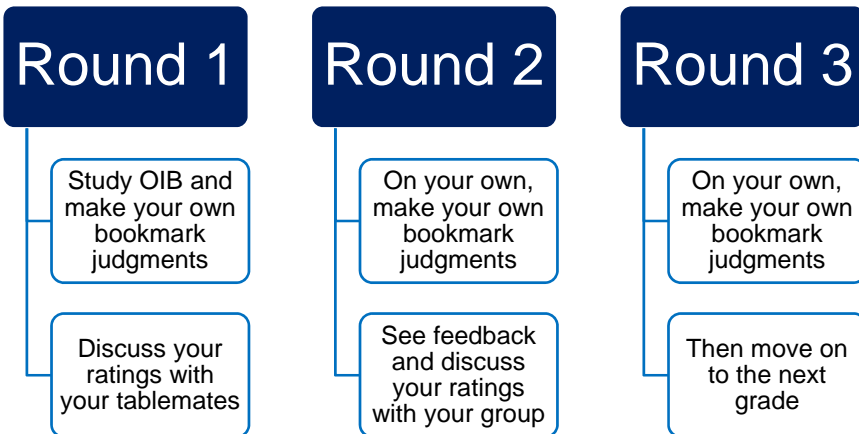 Round 1
Study OIB and
make your own
bookmark
judgments
Discuss your
ratings with
your tablemates
Round 2
On your own,
make your own
bookmark
judgments
See feedback
and discuss
your ratings
with your group
Round 3
On your own,
make your own
bookmark
judgments
Then move on
to the next
grade